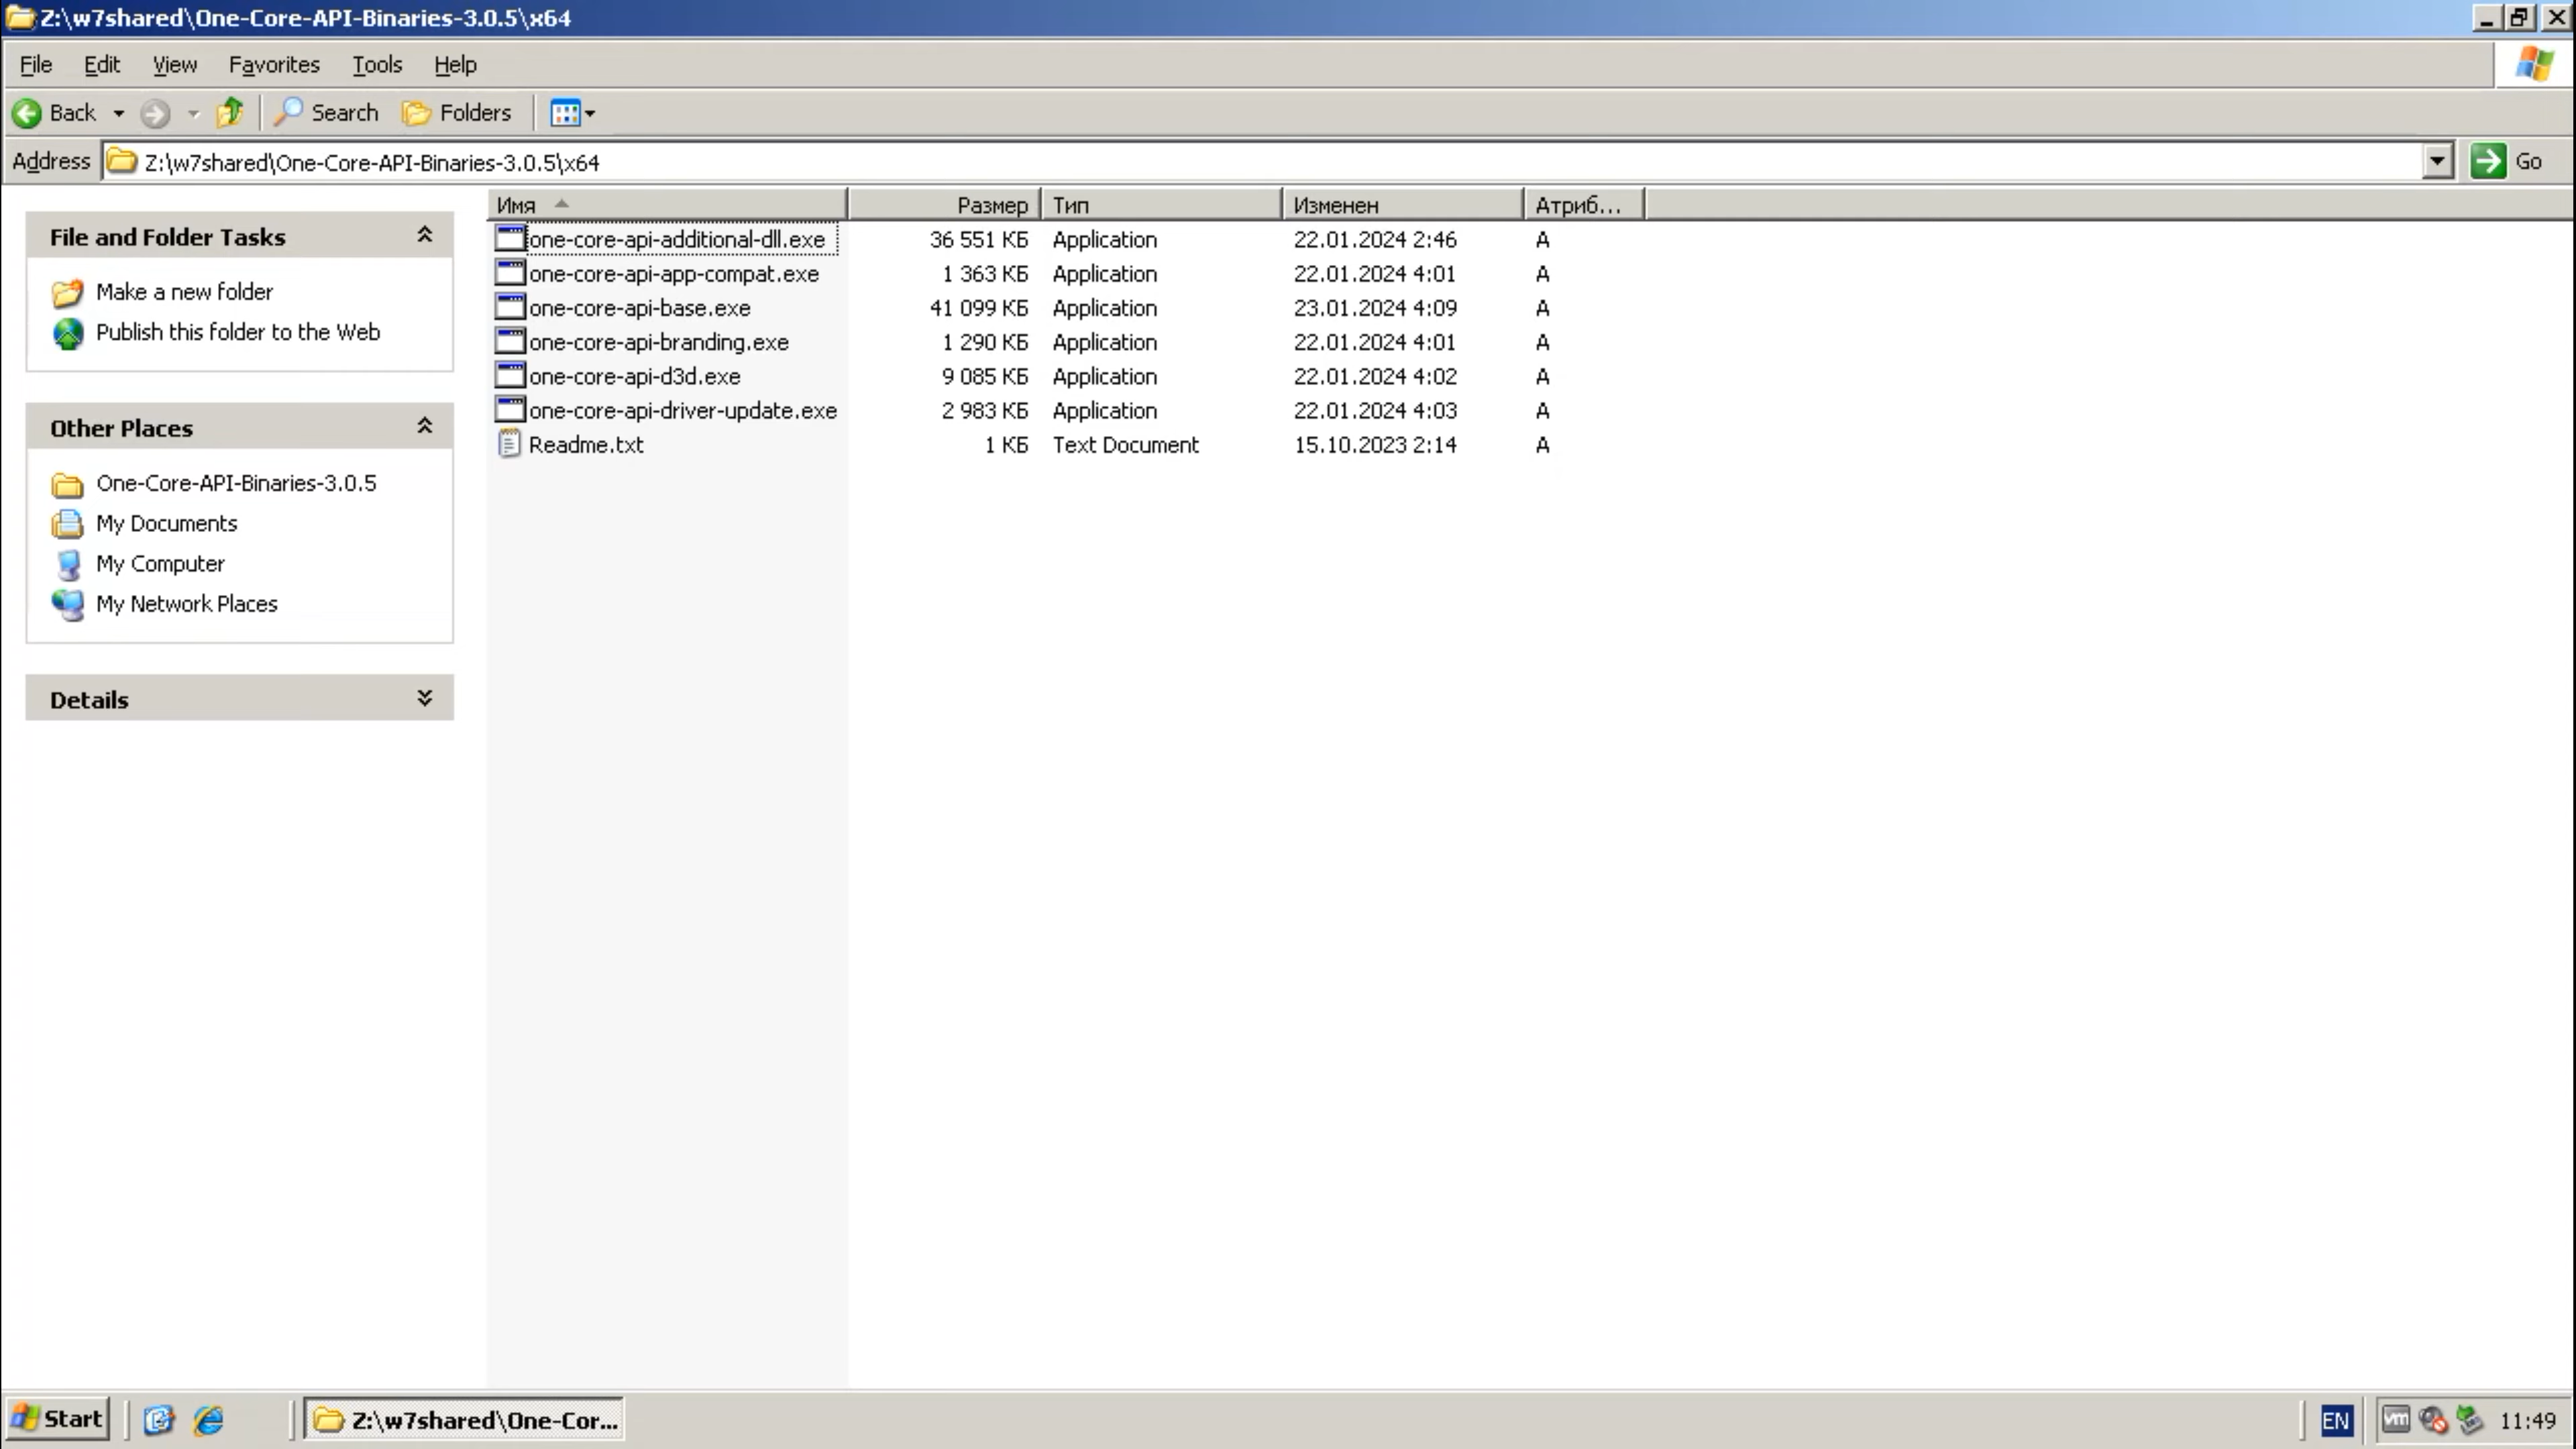 Z:\w7shared\One-Core-API-Binaries-3.0.5\x64
File Edit View Favorites Tools Help
Back Search Folders
Address Z:\w7shared\One-Core-API-Binaries-3.0.5\x64 Go
File and Folder Tasks
Make a new folder
Publish this folder to the Web
Other Places
One-Core-API-Binaries-3.0.5
My Documents
My Computer
My Network Places
Details
Имя Размер Тип Изменен Атриб...
one-core-api-additional-dll.exe 36 551 КБ Application 22.01.2024 2:46 A
one-core-api-app-compat.exe 1 363 КБ Application 22.01.2024 4:01 A
one-core-api-base.exe 41 099 КБ Application 23.01.2024 4:09 A
one-core-api-branding.exe 1 290 КБ Application 22.01.2024 4:01 A
one-core-api-d3d.exe 9 085 КБ Application 22.01.2024 4:02 A
one-core-api-driver-update.exe 2 983 КБ Application 22.01.2024 4:03 A
Readme.txt 1 КБ Text Document 15.10.2023 2:14 A
Start Z:\w7shared\One-Cor... EN vm 11:49